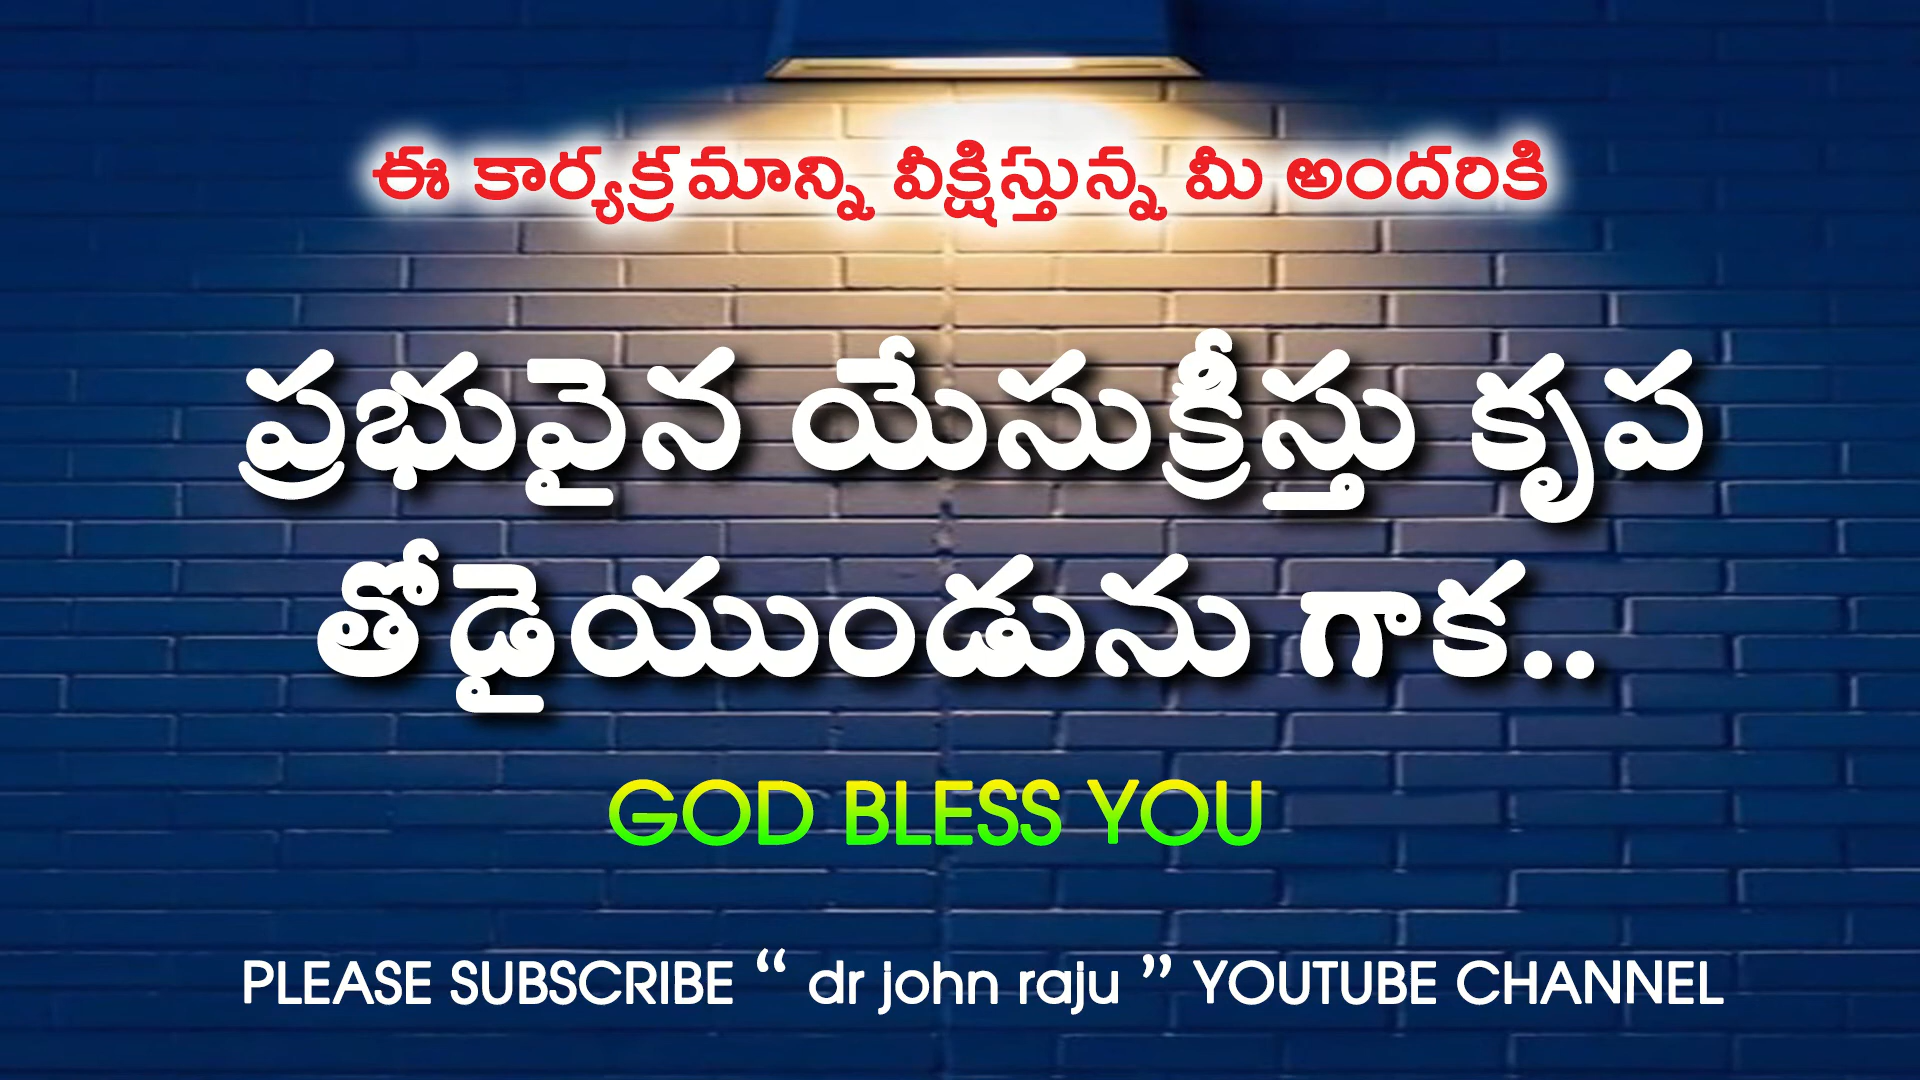 ఈ కార్యక్రమాన్ని వీక్షిస్తున్న మీ అందరికి
ప్రభువైన యేసుక్రీస్తు కృప
తోడైయుండును గాక..
GOD BLESS YOU
PLEASE SUBSCRIBE “ dr john raju ” YOUTUBE CHANNEL